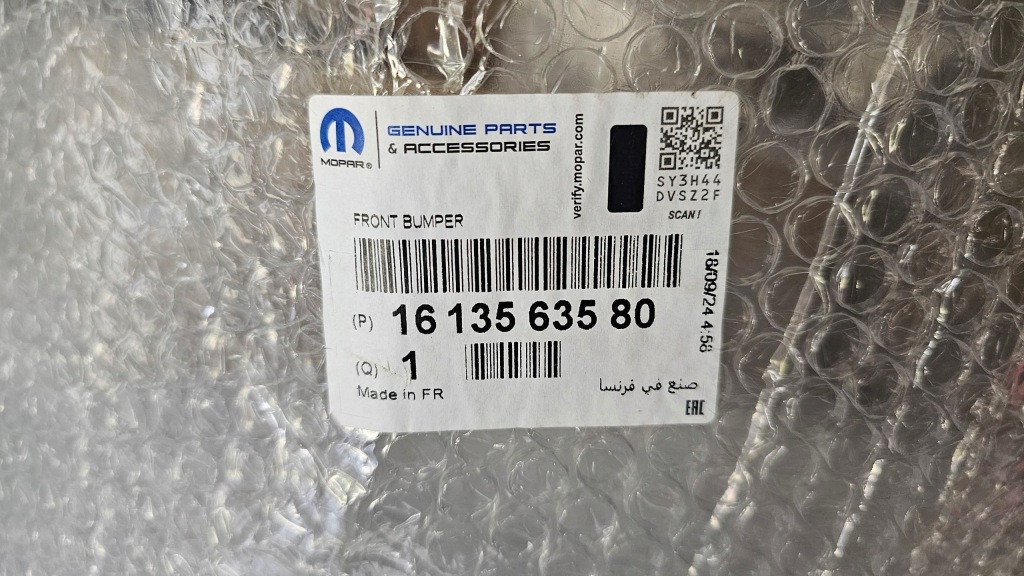 MOPAR®
GENUINE PARTS
& ACCESSORIES
verify.mopar.com
SY3H44
DVSZ2F
SCAN!
FRONT BUMPER
(P) 16 135 635 80
18/09/24 4:56
(Q) 1
Made in FR
صنع في فرنسا
EAC